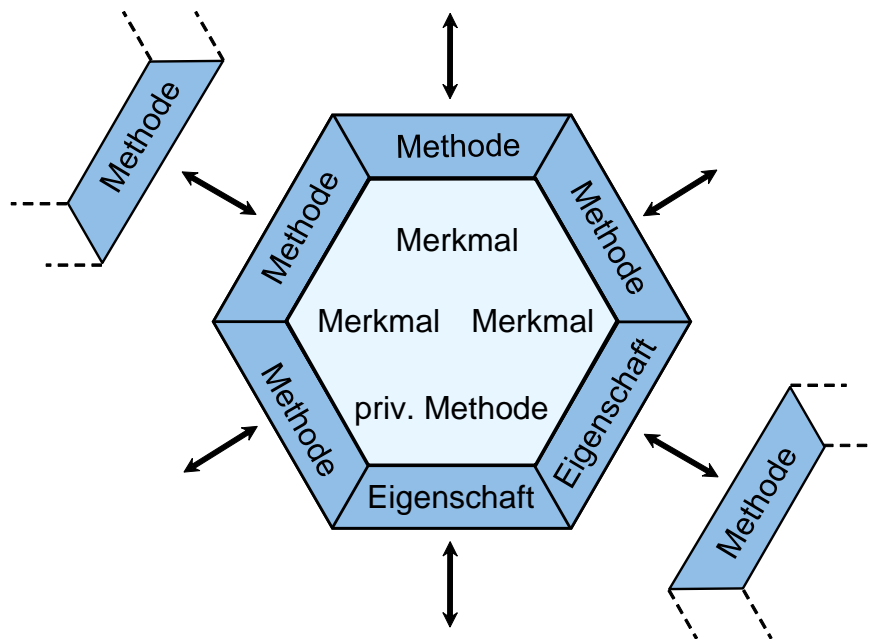 Methode
Methode
Methode
Methode
Merkmal
Merkmal Merkmal
priv. Methode
Methode
Eigenschaft
Eigenschaft
Methode